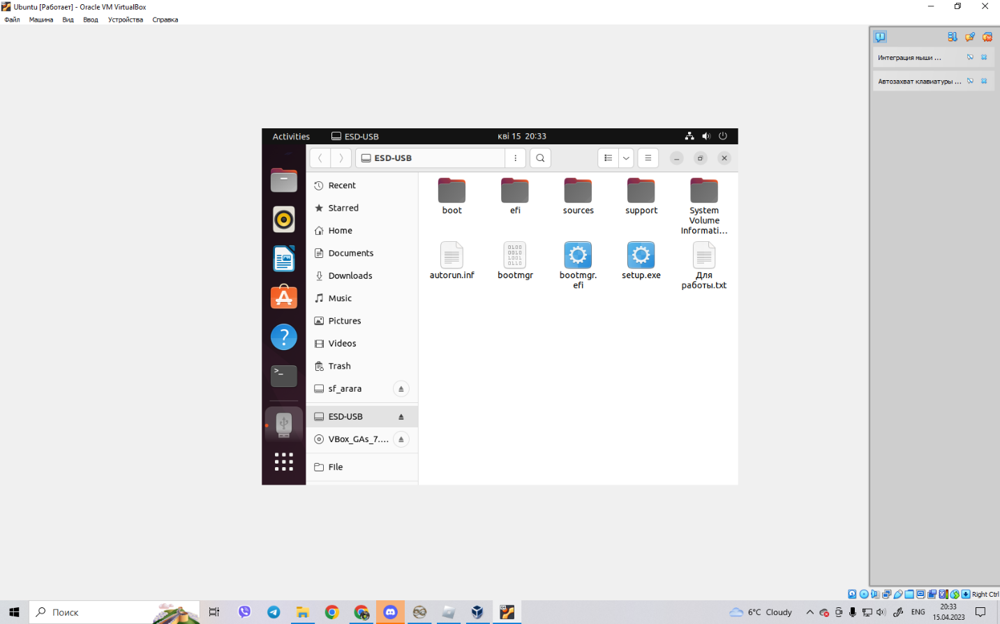 Ubuntu [Работает] - Oracle VM VirtualBox
Файл Машина Вид Ввод Устройства Справка
Интеграция мыши ...
Автозахват клавиатуры ...
Activities ESD-USB кві 15 20:33
ESD-USB
Recent
Starred
Home
Documents
Downloads
Music
Pictures
Videos
Trash
sf_arara
ESD-USB
VBox_GAs_7....
FIle
boot
efi
sources
support
System
Volume
Informati...
autorun.inf
bootmgr
bootmgr.
efi
setup.exe
Для
работы.txt
Right Ctrl
Поиск
6°C Cloudy
ENG
20:33
15.04.2023